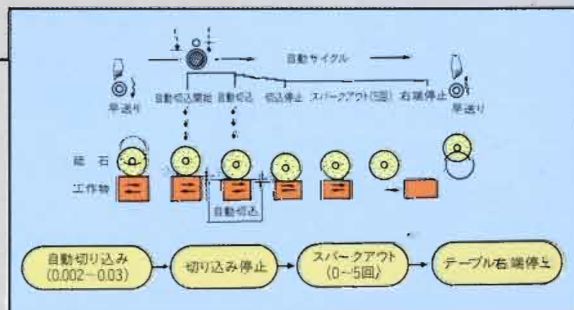 自動サイクル
早送り
自動切込開始 自動切込 切込停止 スパークアウト(5回) 右端停止
早送り
砥石
工作物
自動切込
自動切り込み
(0.002-0.03)
切り込み停止
スパークアウト
(0〜5回)
テーブル右端停止